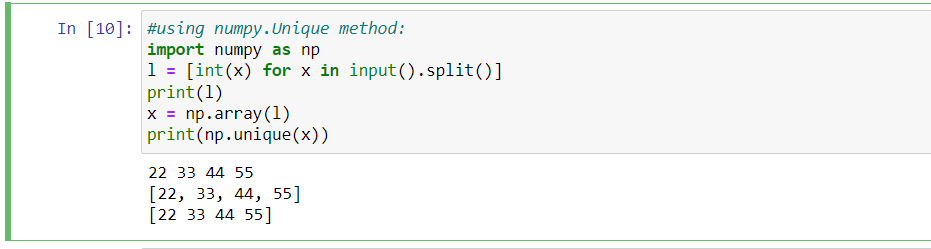 In [10]: #using numpy.Unique method:
import numpy as np
l = [int(x) for x in input().split()]
print(l)
x = np.array(l)
print(np.unique(x))
22 33 44 55
[22, 33, 44, 55]
[22 33 44 55]